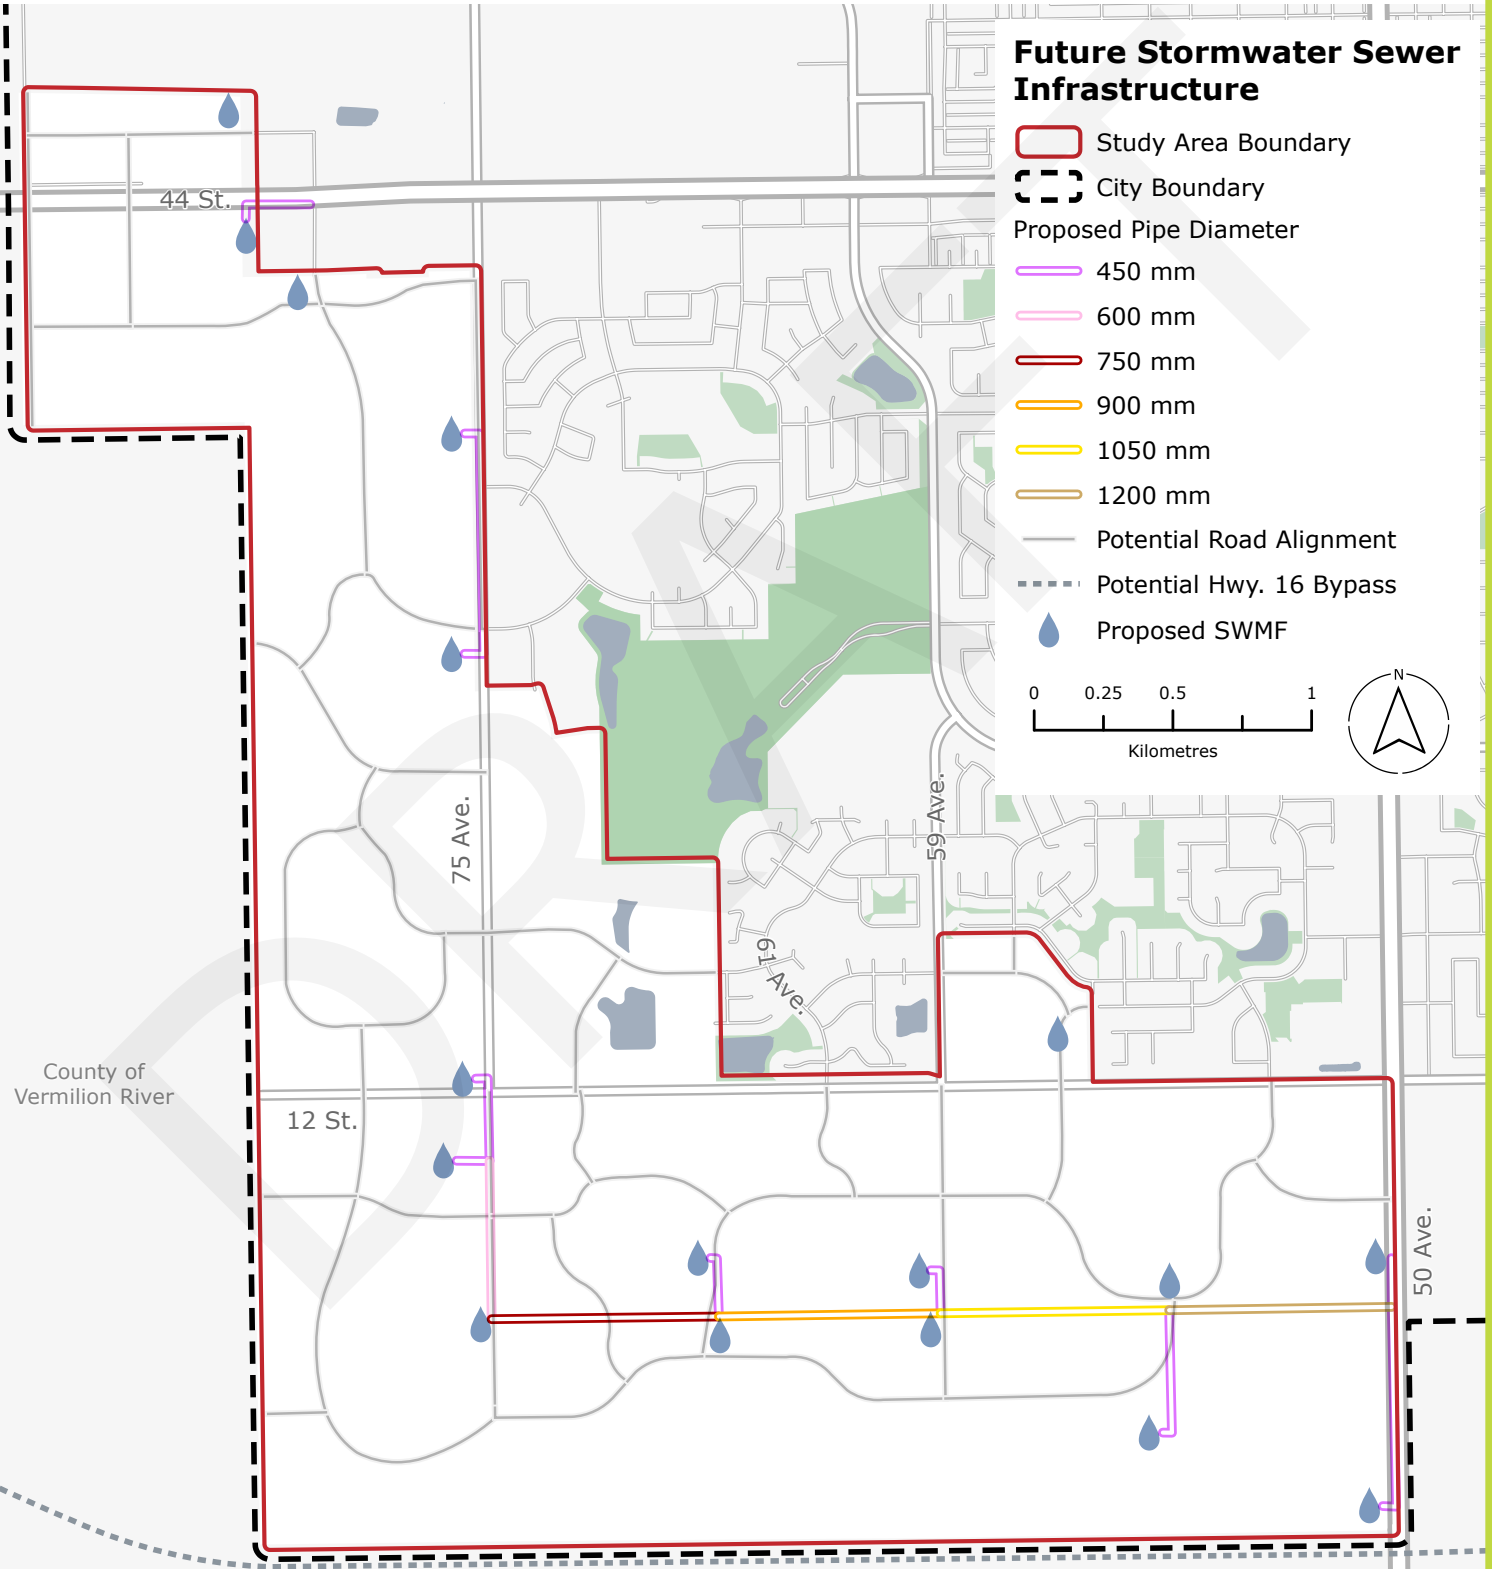 Future Stormwater Sewer
Infrastructure
Study Area Boundary
City Boundary
Proposed Pipe Diameter
450 mm
600 mm
750 mm
900 mm
1050 mm
1200 mm
Potential Road Alignment
Potential Hwy. 16 Bypass
Proposed SWMF
0 0.25 0.5 1
Kilometres
N
44 St.
75 Ave.
59 Ave.
61 Ave.
County of
Vermilion River
12 St.
50 Ave.
DRAFT